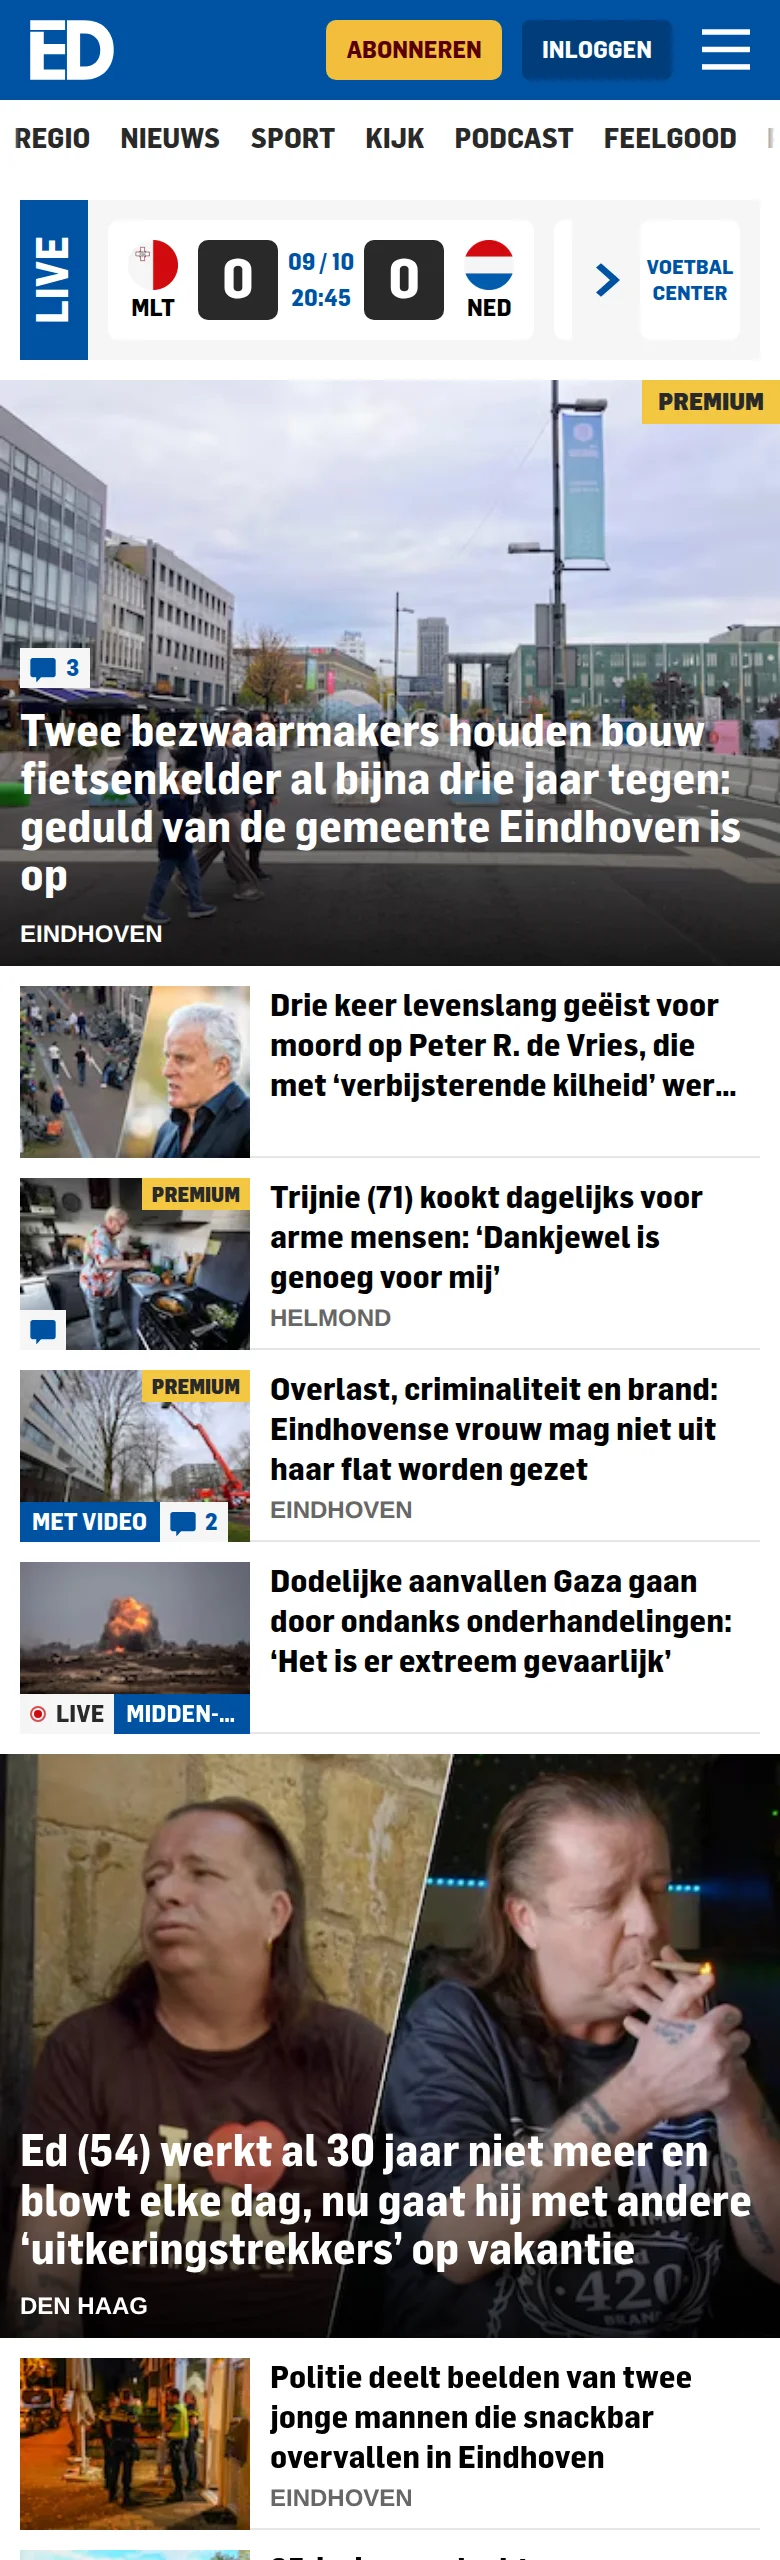 ED
ABONNEREN
INLOGGEN
REGIO NIEUWS SPORT KIJK PODCAST FEELGOOD
LIVE
MLT
0
09 / 10
20:45
0
NED
VOETBAL
CENTER
PREMIUM
3
Twee bezwaarmakers houden bouw
fietsenkelder al bijna drie jaar tegen:
geduld van de gemeente Eindhoven is
op
EINDHOVEN
Drie keer levenslang geëist voor
moord op Peter R. de Vries, die
met ‘verbijsterende kilheid’ wer...
PREMIUM
Trijnie (71) kookt dagelijks voor
arme mensen: ‘Dankjewel is
genoeg voor mij’
HELMOND
PREMIUM
MET VIDEO
2
Overlast, criminaliteit en brand:
Eindhovense vrouw mag niet uit
haar flat worden gezet
EINDHOVEN
LIVE
MIDDEN-...
Dodelijke aanvallen Gaza gaan
door ondanks onderhandelingen:
‘Het is er extreem gevaarlijk’
Ed (54) werkt al 30 jaar niet meer en
blowt elke dag, nu gaat hij met andere
‘uitkeringstrekkers’ op vakantie
420
DEN HAAG
Politie deelt beelden van twee
jonge mannen die snackbar
overvallen in Eindhoven
EINDHOVEN